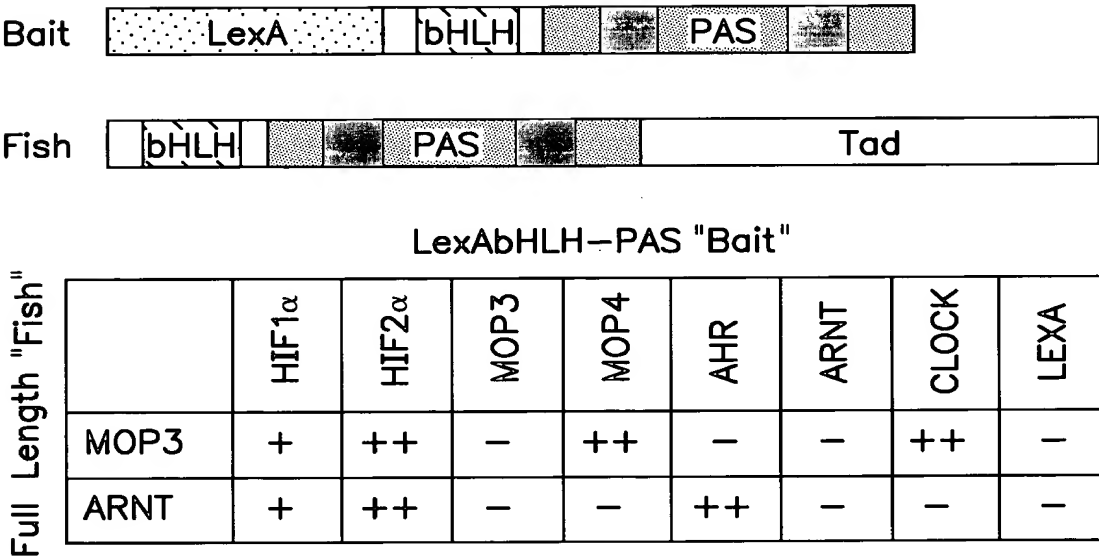 Bait LexA bHLH PAS
Fish bHLH PAS Tad
LexAbHLH-PAS "Bait"
Full Length "Fish"
HIF1α HIF2α MOP3 MOP4 AHR ARNT CLOCK LEXA
MOP3 + ++ - ++ - - ++ -
ARNT + ++ - - ++ - - -